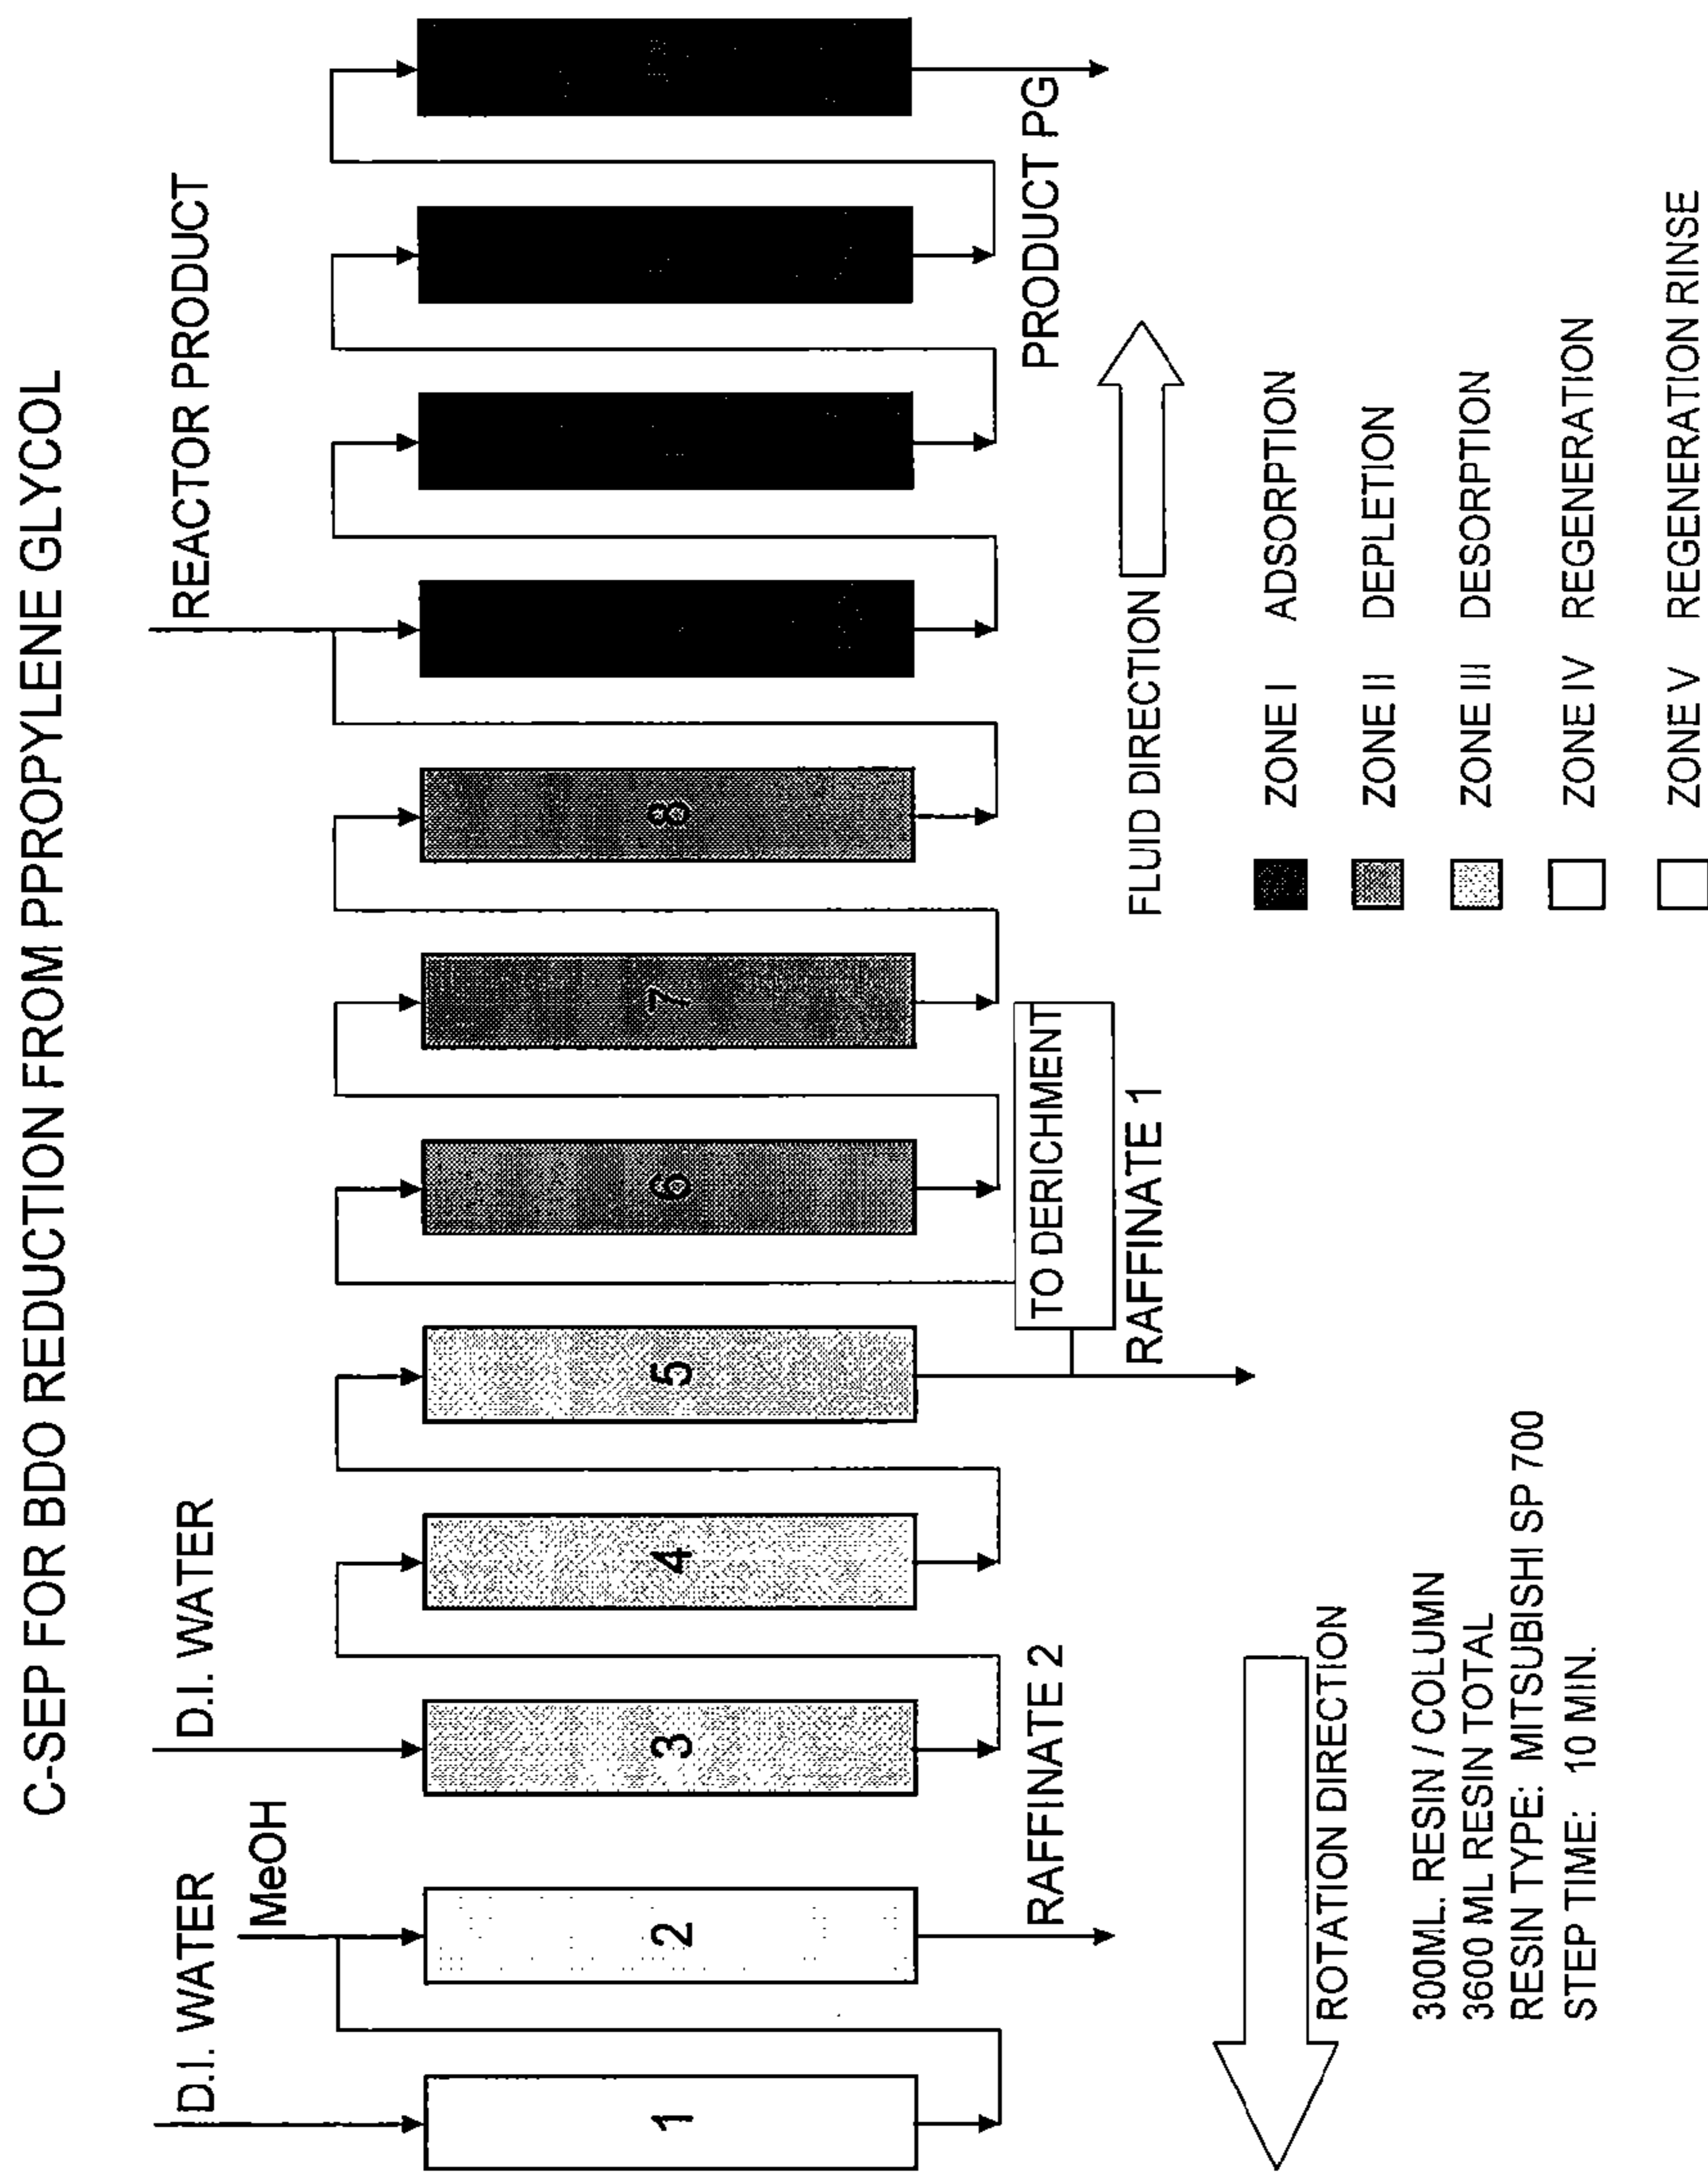 C-SEP FOR BDO REDUCTION FROM PPROPYLENE GLYCOL
D.I. WATER
MeOH
D.I. WATER
REACTOR PRODUCT
1
2
3
4
5
6
7
8
RAFFINATE 2
TO DERICHMENT
RAFFINATE 1
PRODUCT PG
ROTATION DIRECTION
FLUID DIRECTION
300ML. RESIN / COLUMN
3600 ML RESIN TOTAL
RESIN TYPE: MITSUBISHI SP 700
STEP TIME: 10 MIN.
ZONE I ADSORPTION
ZONE II DEPLETION
ZONE III DESORPTION
ZONE IV REGENERATION
ZONE V REGENERATION RINSE